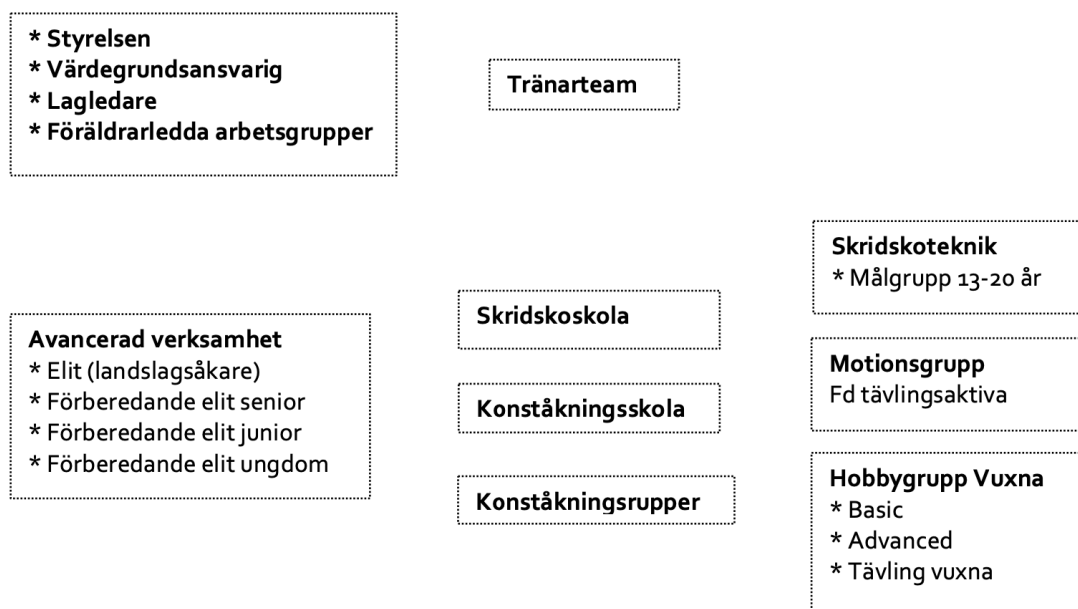 * Styrelsen
* Värdegrundsansvarig
* Lagledare
* Föräldrarledda arbetsgrupper
Tränarteam
Skridskoteknik
* Målgrupp 13-20 år
Skridskoskola
Avancerad verksamhet
* Elit (landslagsåkare)
* Förberedande elit senior
* Förberedande elit junior
* Förberedande elit ungdom
Motionsgrupp
Fd tävlingsaktiva
Konståkningsskola
Konståkningsrupper
Hobbygrupp Vuxna
* Basic
* Advanced
* Tävling vuxna